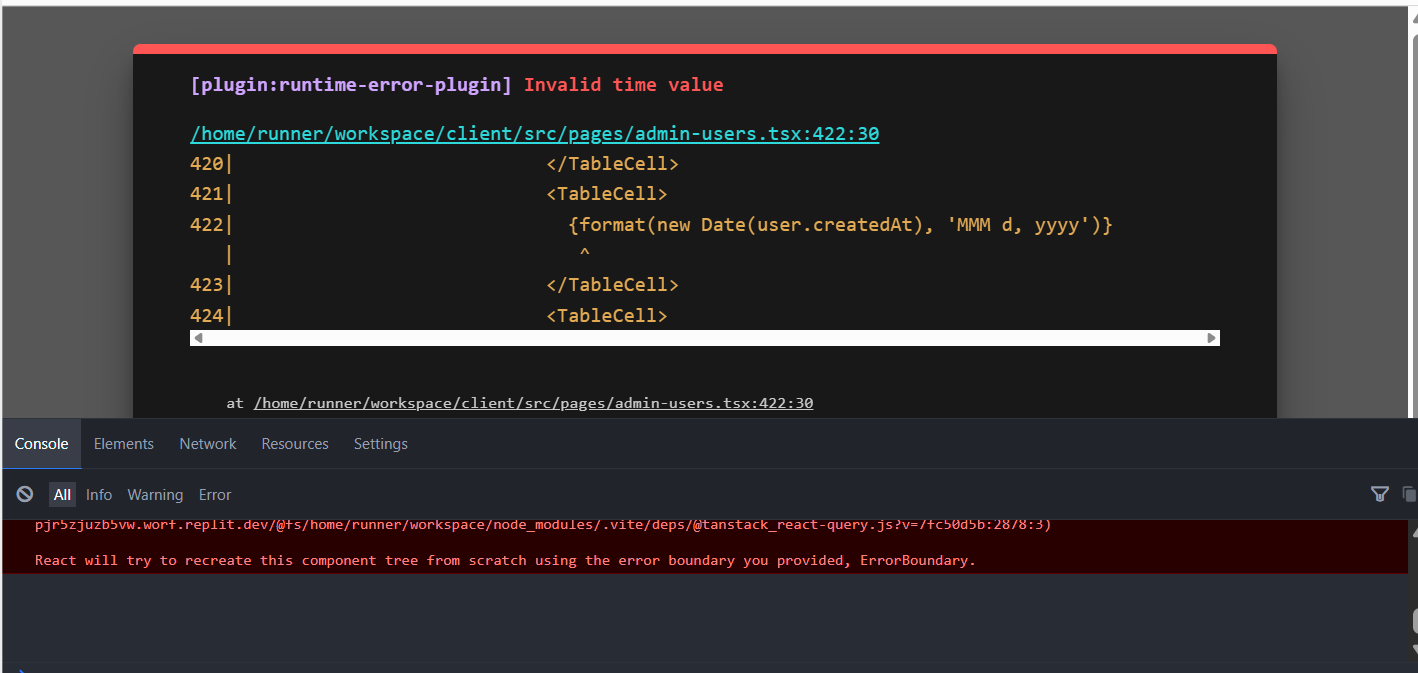 [plugin:runtime-error-plugin] Invalid time value
/home/runner/workspace/client/src/pages/admin-users.tsx:422:30
420|                            </TableCell>
421|                            <TableCell>
422|                              {format(new Date(user.createdAt), 'MMM d, yyyy')}
   |                               ^
423|                            </TableCell>
424|                            <TableCell>
at /home/runner/workspace/client/src/pages/admin-users.tsx:422:30
Console Elements Network Resources Settings
All Info Warning Error
pjr5zjuzb5vw.worf.replit.dev/@fs/home/runner/workspace/node_modules/.vite/deps/@tanstack_react-query.js?v=7fc50d5b:2878:3)
React will try to recreate this component tree from scratch using the error boundary you provided, ErrorBoundary.